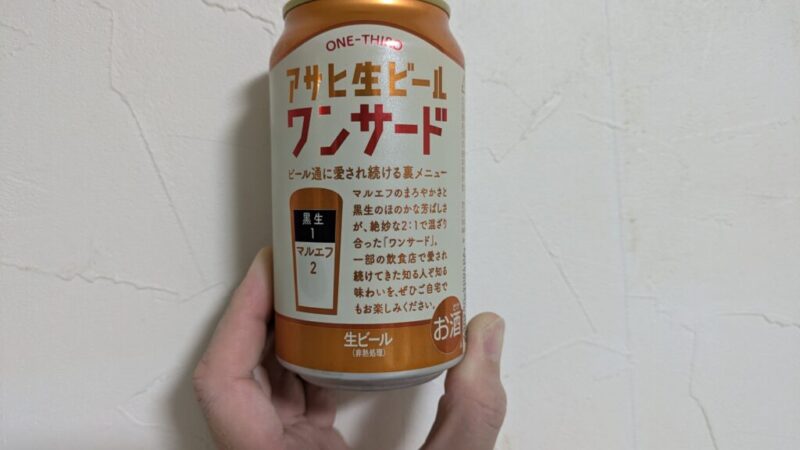 ONE-THIRD
アサヒ生ビール
ワンサード
ビール通に愛され続ける裏メニュー
黒生
1
マルエフ
2
マルエフのまろやかさと
黒生のほのかな芳ばしさ
が、絶妙な2:1で混ざり
合った「ワンサード」。
一部の飲食店で愛され
続けてきた知る人ぞ知る
味わいを、ぜひご自宅で
もお楽しみください。
お酒
生ビール
(非熱処理)